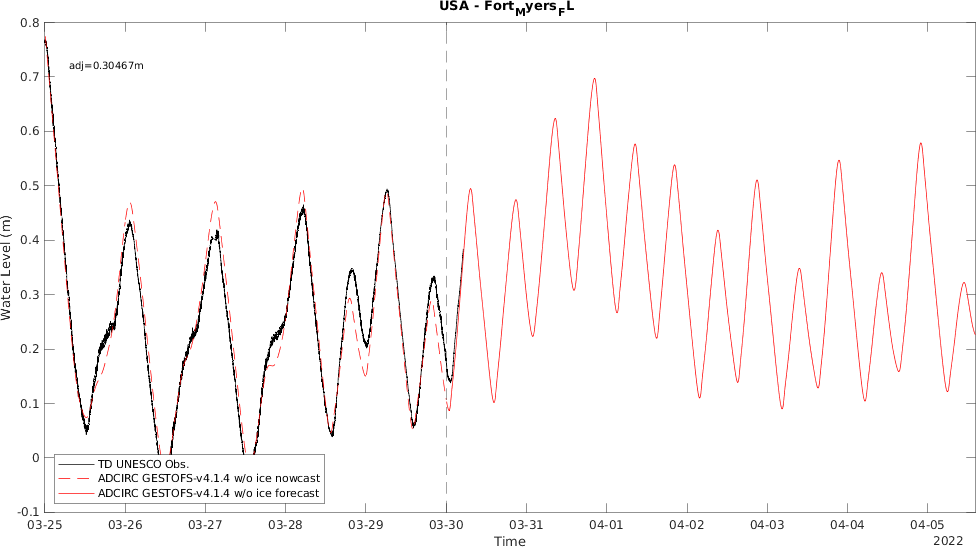 USA - Fort_Myers_FL
0.8
0.7
0.6
0.5
0.4
0.3
0.2
0.1
0
-0.1
Water Level (m)
adj=0.30467m
TD UNESCO Obs.
ADCIRC GESTOFS-v4.1.4 w/o ice nowcast
ADCIRC GESTOFS-v4.1.4 w/o ice forecast
03-25 03-26 03-27 03-28 03-29 03-30 03-31 04-01 04-02 04-03 04-04 04-05
Time
2022